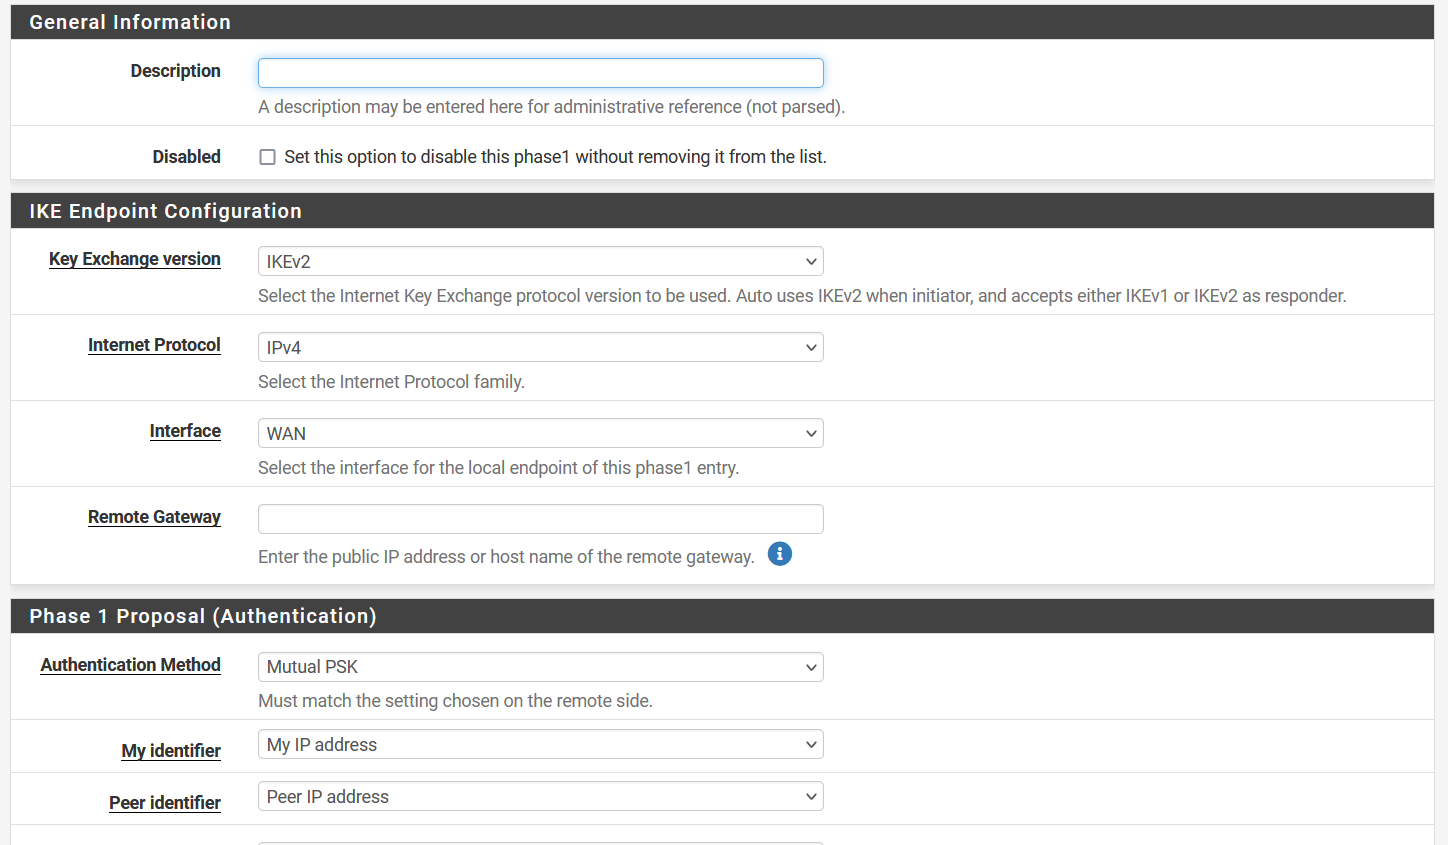 General Information
Description
A description may be entered here for administrative reference (not parsed).
Disabled
Set this option to disable this phase1 without removing it from the list.
IKE Endpoint Configuration
Key Exchange version
IKEv2
Select the Internet Key Exchange protocol version to be used. Auto uses IKEv2 when initiator, and accepts either IKEv1 or IKEv2 as responder.
Internet Protocol
IPv4
Select the Internet Protocol family.
Interface
WAN
Select the interface for the local endpoint of this phase1 entry.
Remote Gateway
Enter the public IP address or host name of the remote gateway.
Phase 1 Proposal (Authentication)
Authentication Method
Mutual PSK
Must match the setting chosen on the remote side.
My identifier
My IP address
Peer identifier
Peer IP address